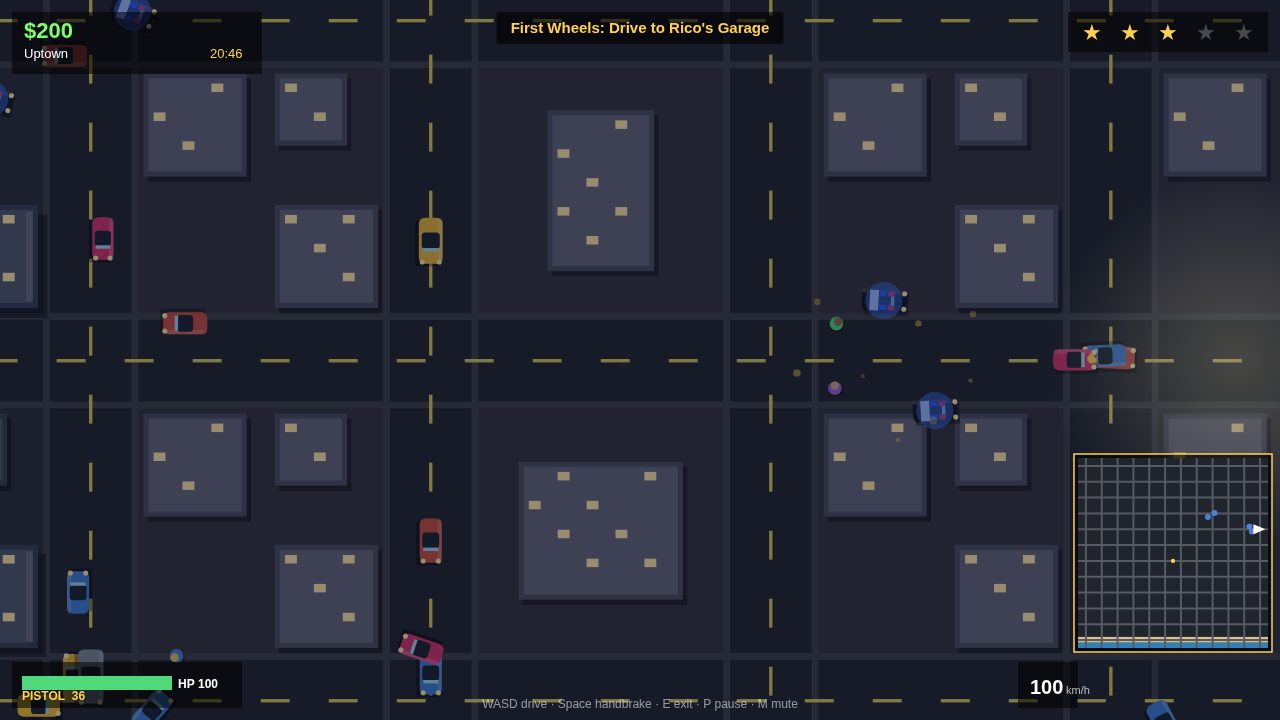 $200
Uptown 20:46
First Wheels: Drive to Rico's Garage
HP 100
PISTOL 36
100 km/h
WASD drive · Space handbrake · E exit · P pause · M mute